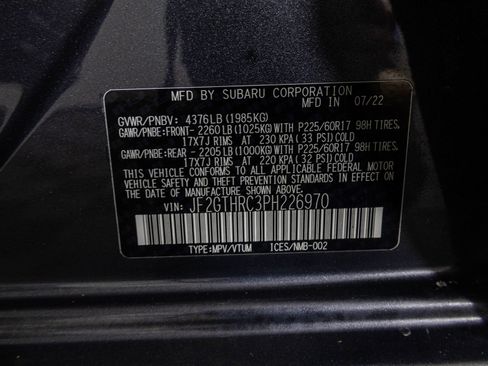 MFD BY SUBARU CORPORATION
MFD IN 07/22
GVWR/PNBV: 4376LB (1985KG)
GAWR/PNBE: FRONT- 2260LB (1025KG) WITH P225/60R17 98H TIRES,
17X7J RIMS AT 230 KPA (33 PSI) COLD
GAWR/PNBE: REAR - 2205LB (1000KG) WITH P225/60R17 98H TIRES,
17X7J RIMS AT 220 KPA (32 PSI) COLD
THIS VEHICLE CONFORMS TO ALL APPLICABLE FEDERAL MOTOR
VEHICLE SAFETY AND BUMPER STANDARDS IN EFFECT ON
THE DATE OF MANUFACTURE SHOWN ABOVE.
VIN: JF2GTHRC3PH226970
TYPE:MPV/VTUM ICES/NMB-002